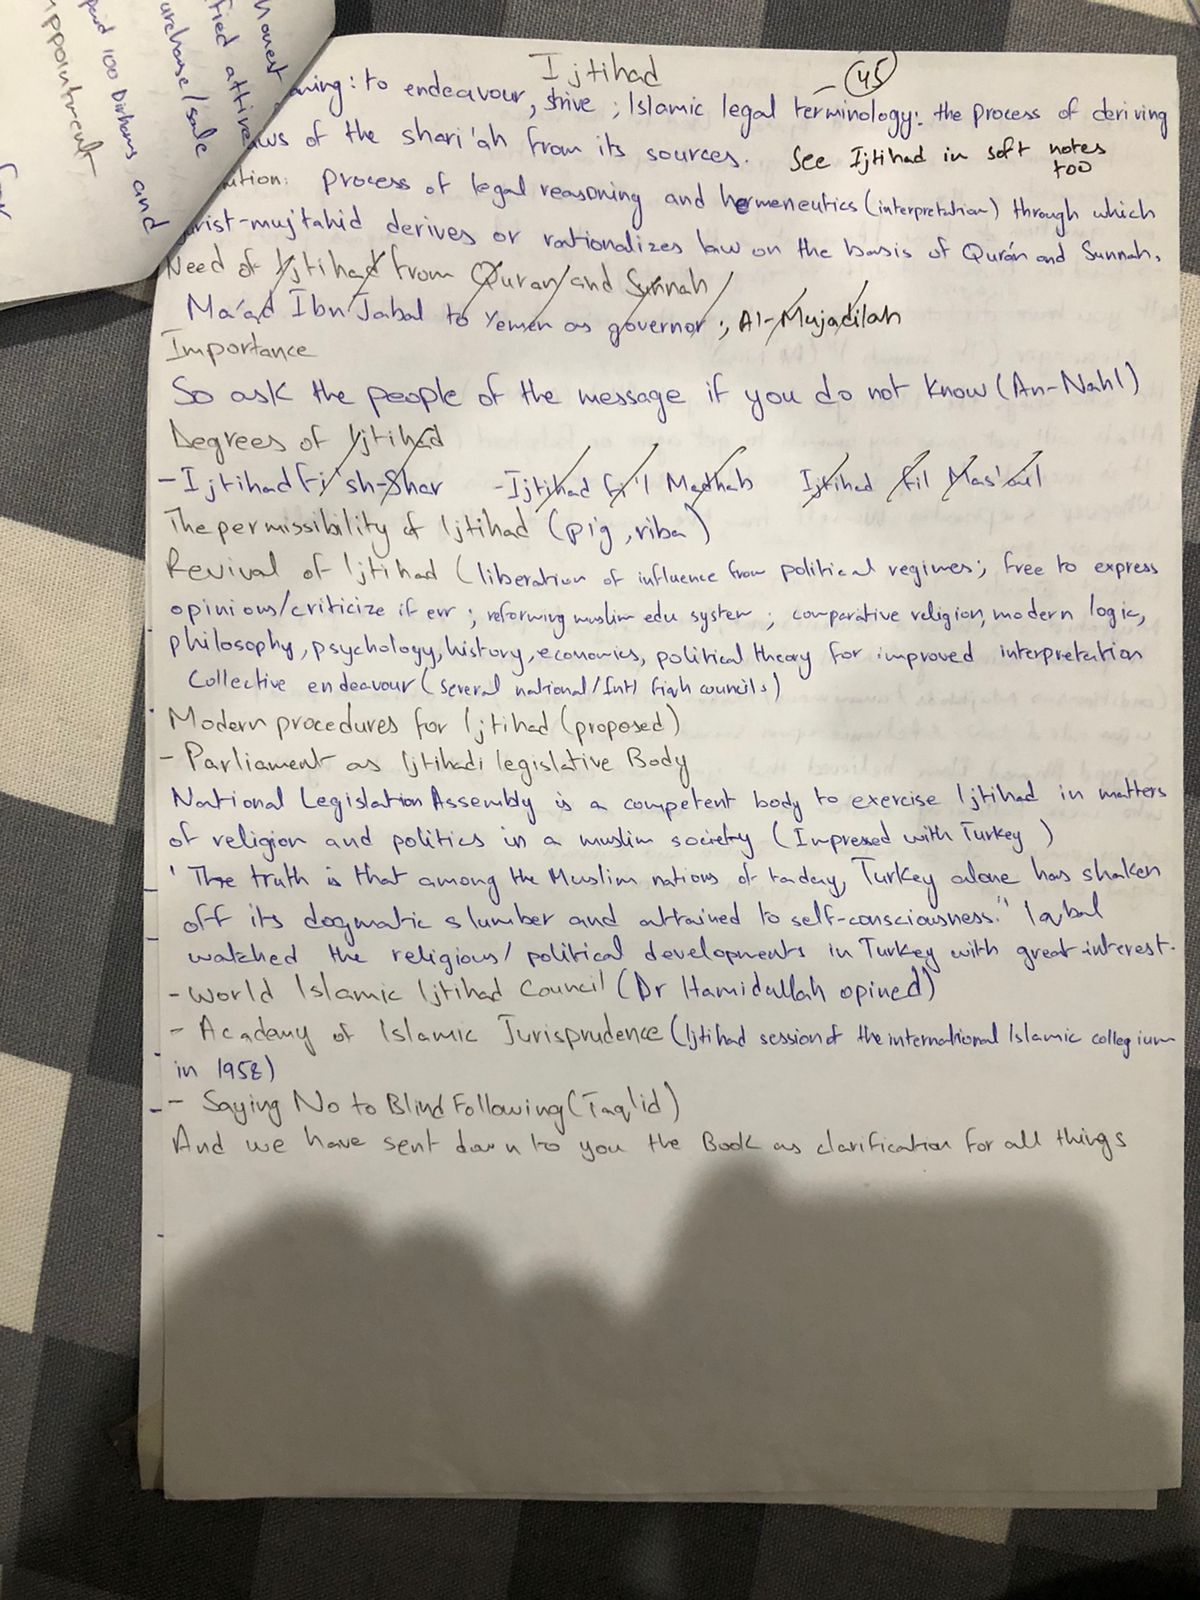 honest
fied attire
urchase/sale
paid 100 Dirhams and
ppointment
Ijtihad
45
aning: to endeavour, strive ; Islamic legal terminology: the process of deriving
aws of the shari'ah from its sources. See Ijtihad in soft notes
too
nition: Process of legal reasoning and hermeneutics (interpretation) through which
urist-mujtahid derives or rationalizes law on the basis of Qurán and Sunnah.
Need of Ijtihad from Quran and Sunnah
Ma'ad Ibn Jabal to Yemen as governor ; Al-Mujadilah
Importance
So ask the people of the message if you do not know (An-Nahl)
Degrees of Ijtihad
- Ijtihad fi'sh-Shar - Ijtihad fi'l Madhab Ijtihad fil Mas'ail
The permissibility of Ijtihad (pig, riba)
Revival of Ijtihad (liberation of influence from political regimes; free to express
opinions/criticize if err ; reforming muslim edu system ; comparative religion, modern logic,
philosophy, psychology, history, economics, political theory for improved interpretation
Collective endeavour (several national/Intl fiqh councils)
Modern procedures for Ijtihad (proposed)
- Parliament as Ijtihadi legislative Body
National Legislation Assembly is a competent body to exercise Ijtihad in matters
of religion and politics in a muslim society (Impressed with Turkey )
' The truth is that among the Muslim nations of today, Turkey alone has shaken
off its dogmatic slumber and attained to self-consciousness." Iqbal
watched the religious/ political developments in Turkey with great interest.
- World Islamic Ijtihad Council (Dr Hamidullah opined)
- Academy of Islamic Jurisprudence (Ijtihad session of the international Islamic collegium
in 1958)
- Saying No to Blind Following (Taqlid)
And we have sent down to you the Book as clarification for all things